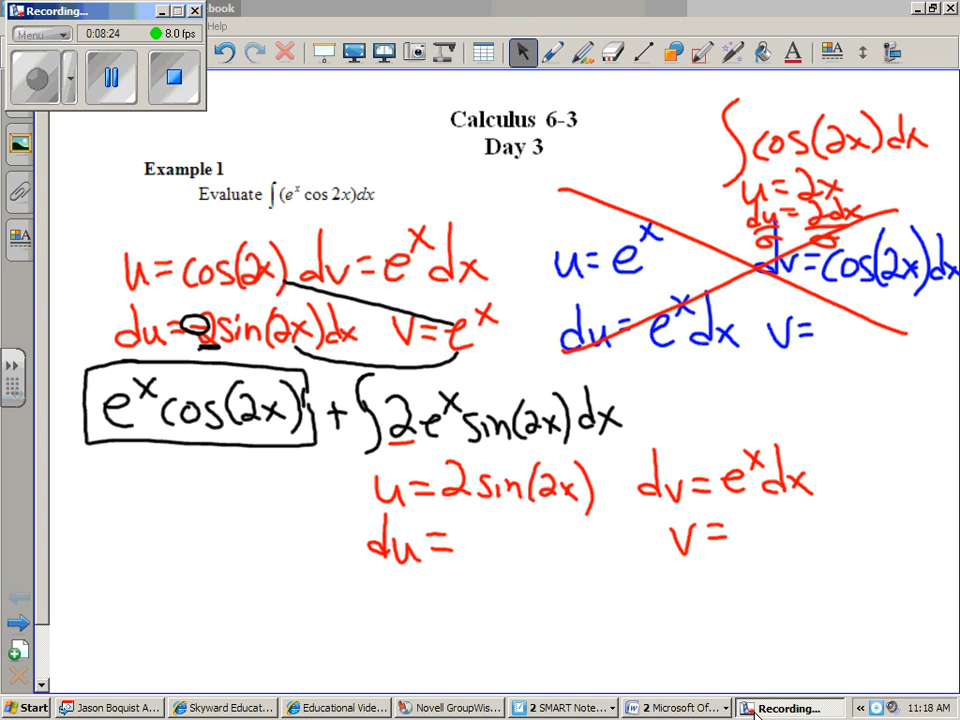 Recording...
book
Menu
0:08:24
8.0 fps
Help
Calculus 6-3
Day 3
Example 1
Evaluate ∫(e^x cos 2x)dx
∫cos(2x)dx
u = 2x
du = 2dx
u = cos(2x) dv = e^x dx
du = -2sin(2x)dx v = e^x
u = e^x dv = cos(2x)dx
du = e^x dx v =
e^x cos(2x) + ∫2e^x sin(2x)dx
u = 2sin(2x) dv = e^x dx
du = v =
Start
Jason Boquist A...
Skyward Educati...
Educational Vide...
Novell GroupWis...
2 SMART Note...
2 Microsoft Of...
Recording...
«
11:18 AM